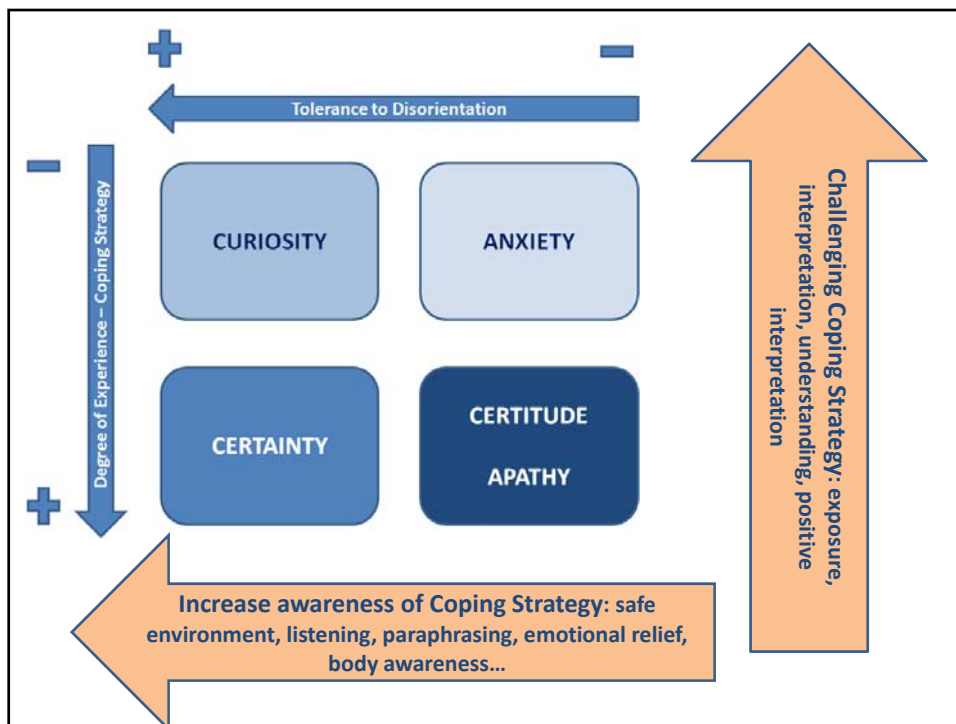 Tolerance to Disorientation
Degree of Experience – Coping Strategy
CURIOSITY
ANXIETY
CERTAINTY
CERTITUDE
APATHY
Challenging Coping Strategy: exposure,
interpretation, understanding, positive
interpretation
Increase awareness of Coping Strategy: safe
environment, listening, paraphrasing, emotional relief,
body awareness…